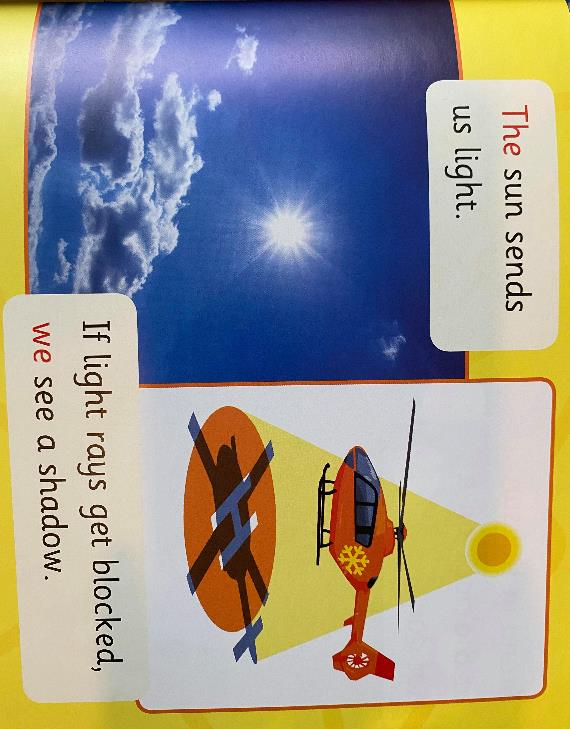 The sun sends
us light.
If light rays get blocked,
we see a shadow.
H